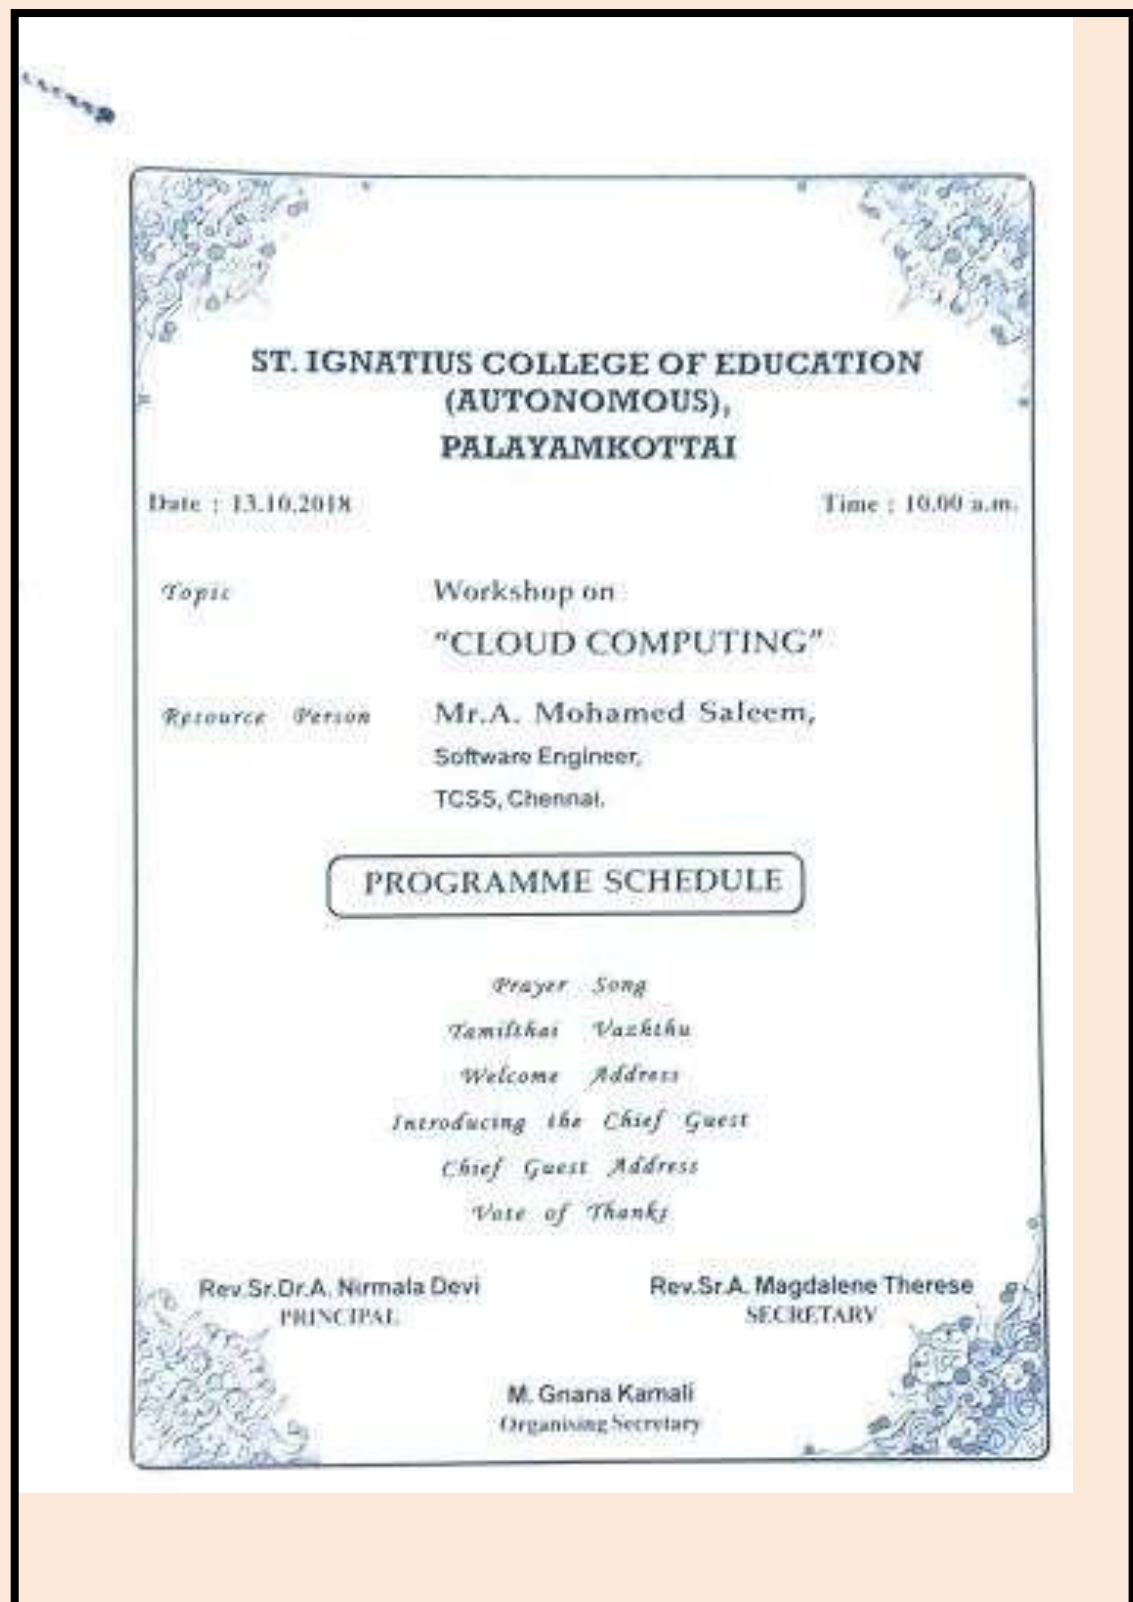 ST. IGNATIUS COLLEGE OF EDUCATION
(AUTONOMOUS),
PALAYAMKOTTAI
Date : 13.10.2018 Time : 10.00 a.m.
Topic Workshop on
"CLOUD COMPUTING"
Resource Person Mr.A. Mohamed Saleem,
Software Engineer,
TCSS, Chennai.
PROGRAMME SCHEDULE
Prayer Song
Tamilthai Vazhthu
Welcome Address
Introducing the Chief Guest
Chief Guest Address
Vote of Thanks
Rev.Sr.Dr.A. Nirmala Devi Rev.Sr.A. Magdalene Therese
PRINCIPAL SECRETARY
M. Gnana Kamali
Organising Secretary